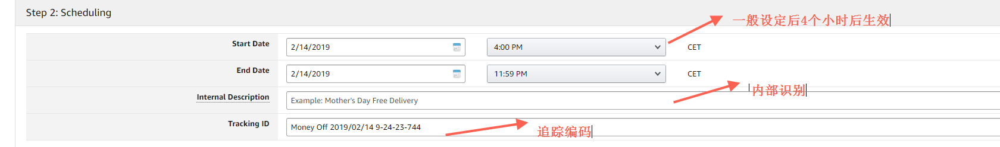 Step 2: Scheduling
一般设定后4个小时后生效
Start Date 2/14/2019 4:00 PM CET
End Date 2/14/2019 11:59 PM CET
Internal Description Example: Mother's Day Free Delivery
内部识别
Tracking ID Money Off 2019/02/14 9-24-23-744
追踪编码